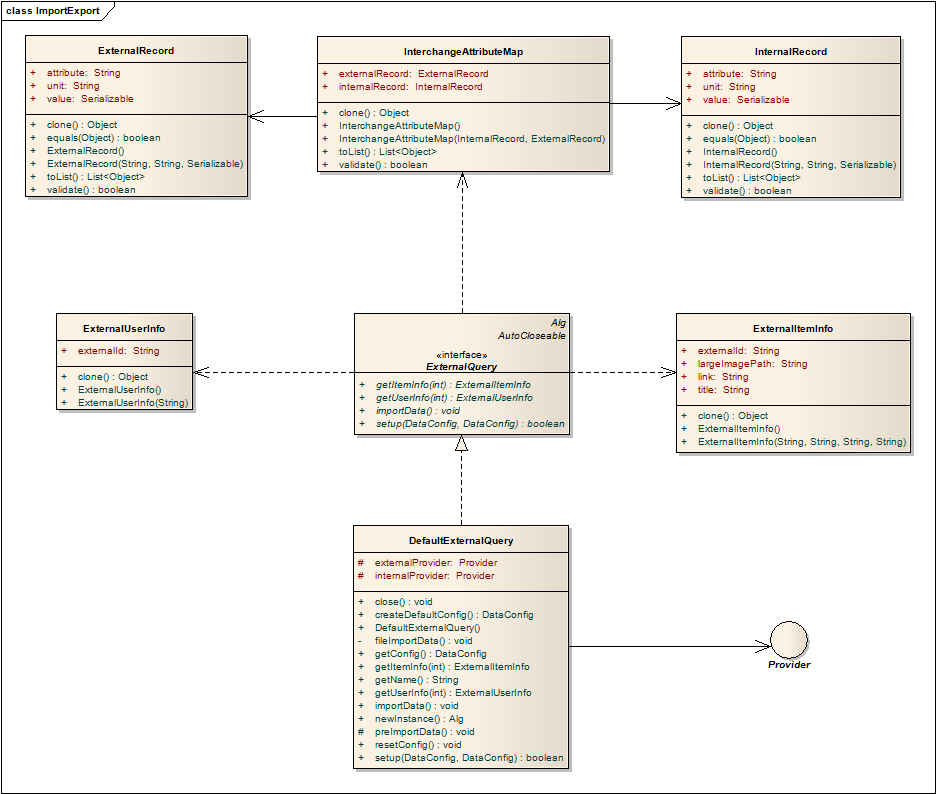 class ImportExport
ExternalRecord
+ attribute: String
+ unit: String
+ value: Serializable
+ clone() : Object
+ equals(Object) : boolean
+ ExternalRecord()
+ ExternalRecord(String, String, Serializable)
+ toList() : List<Object>
+ validate() : boolean
InterchangeAttributeMap
+ externalRecord: ExternalRecord
+ internalRecord: InternalRecord
+ clone() : Object
+ InterchangeAttributeMap()
+ InterchangeAttributeMap(InternalRecord, ExternalRecord)
+ toList() : List<Object>
+ validate() : boolean
InternalRecord
+ attribute: String
+ unit: String
+ value: Serializable
+ clone() : Object
+ equals(Object) : boolean
+ InternalRecord()
+ InternalRecord(String, String, Serializable)
+ toList() : List<Object>
+ validate() : boolean
ExternalUserInfo
+ externalId: String
+ clone() : Object
+ ExternalUserInfo()
+ ExternalUserInfo(String)
Alg
AutoCloseable
«interface»
ExternalQuery
+ getItemInfo(int) : ExternalItemInfo
+ getUserInfo(int) : ExternalUserInfo
+ importData() : void
+ setup(DataConfig, DataConfig) : boolean
ExternalItemInfo
+ externalId: String
+ largeImagePath: String
+ link: String
+ title: String
+ clone() : Object
+ ExternalItemInfo()
+ ExternalItemInfo(String, String, String, String)
DefaultExternalQuery
# externalProvider: Provider
# internalProvider: Provider
+ close() : void
+ createDefaultConfig() : DataConfig
+ DefaultExternalQuery()
- fileImportData() : void
+ getConfig() : DataConfig
+ getItemInfo(int) : ExternalItemInfo
+ getName() : String
+ getUserInfo(int) : ExternalUserInfo
+ importData() : void
+ newInstance() : Alg
# preImportData() : void
+ resetConfig() : void
+ setup(DataConfig, DataConfig) : boolean
Provider